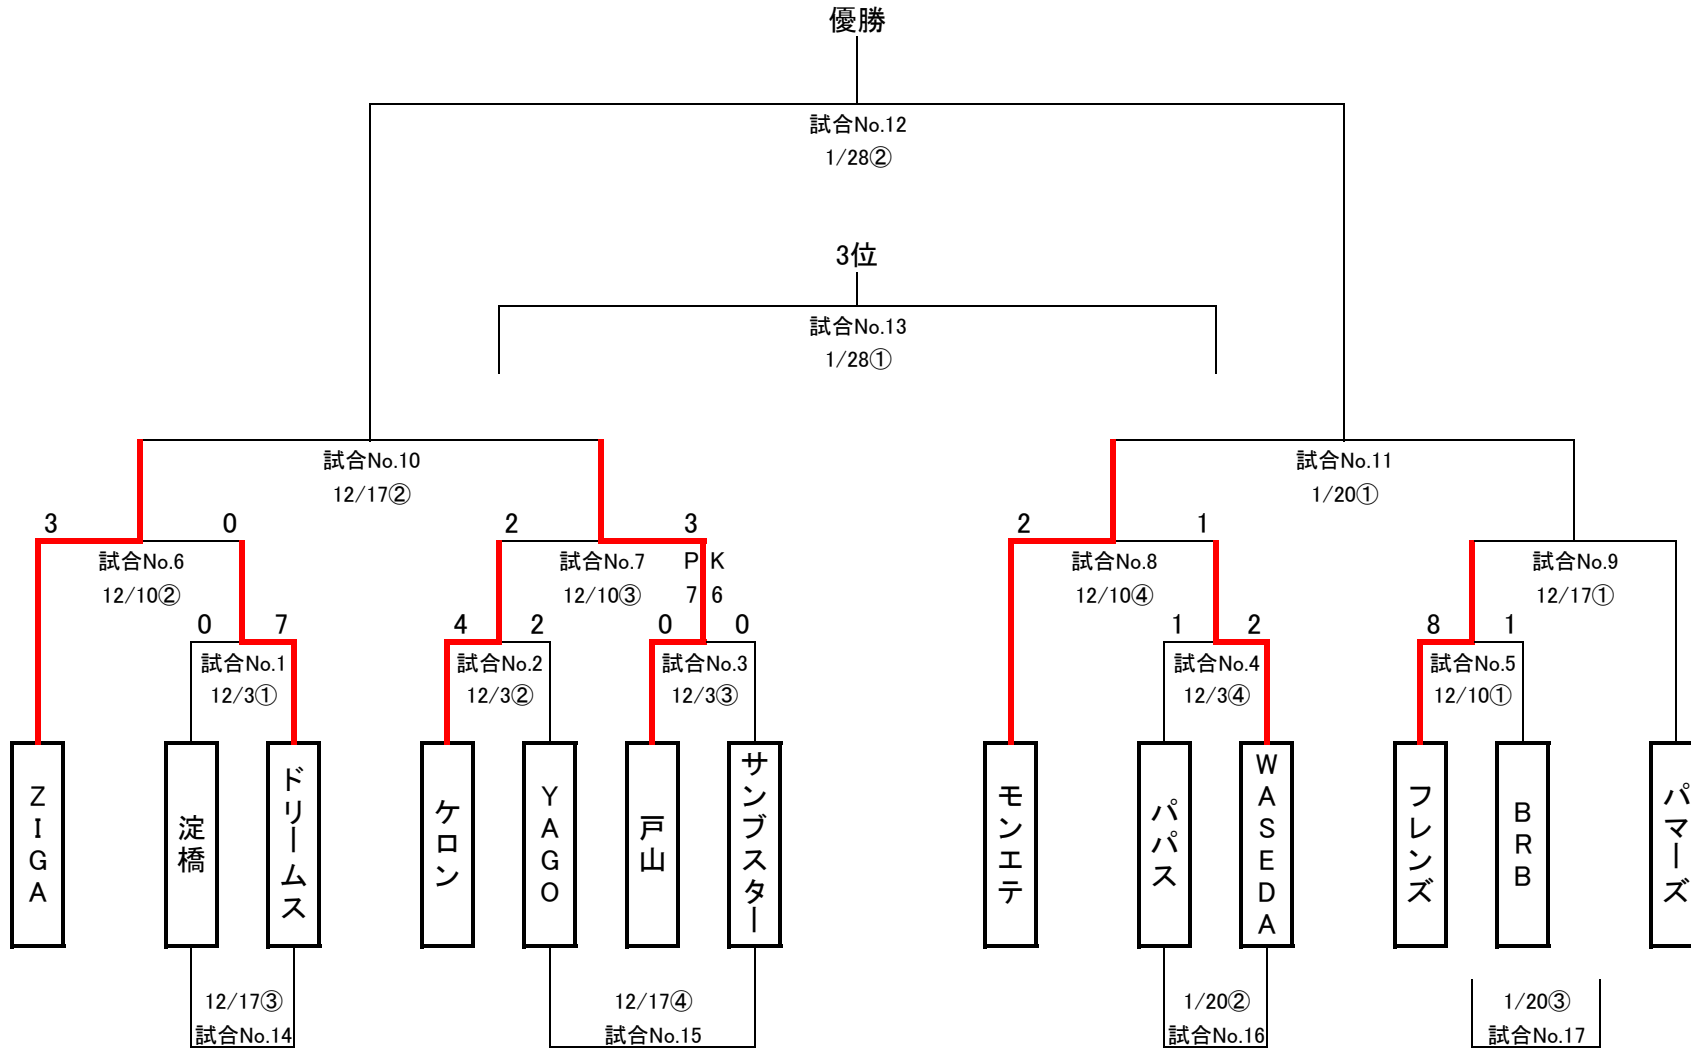 優勝
試合No.12
1/28②
3位
試合No.13
1/28①
試合No.10
12/17②
試合No.11
1/20①
3 0 2 3 2 1
試合No.6 試合No.7 P K 試合No.8 試合No.9
12/10② 12/10③ 7 6 12/10④ 12/17①
0 7 4 2 0 0 1 2 8 1
試合No.1 試合No.2 試合No.3 試合No.4 試合No.5
12/3① 12/3② 12/3③ 12/3④ 12/10①
ZIGA
淀橋
ドリームス
ケロン
YAGO
戸山
サンブスター
モンエテ
パパス
WASEDA
フレンズ
BRB
パマーズ
12/17③ 12/17④ 1/20② 1/20③
試合No.14 試合No.15 試合No.16 試合No.17